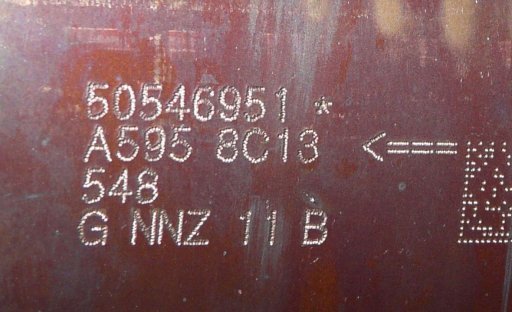 50546951 *
A595 8C13 <===
548
G NNZ 11 B